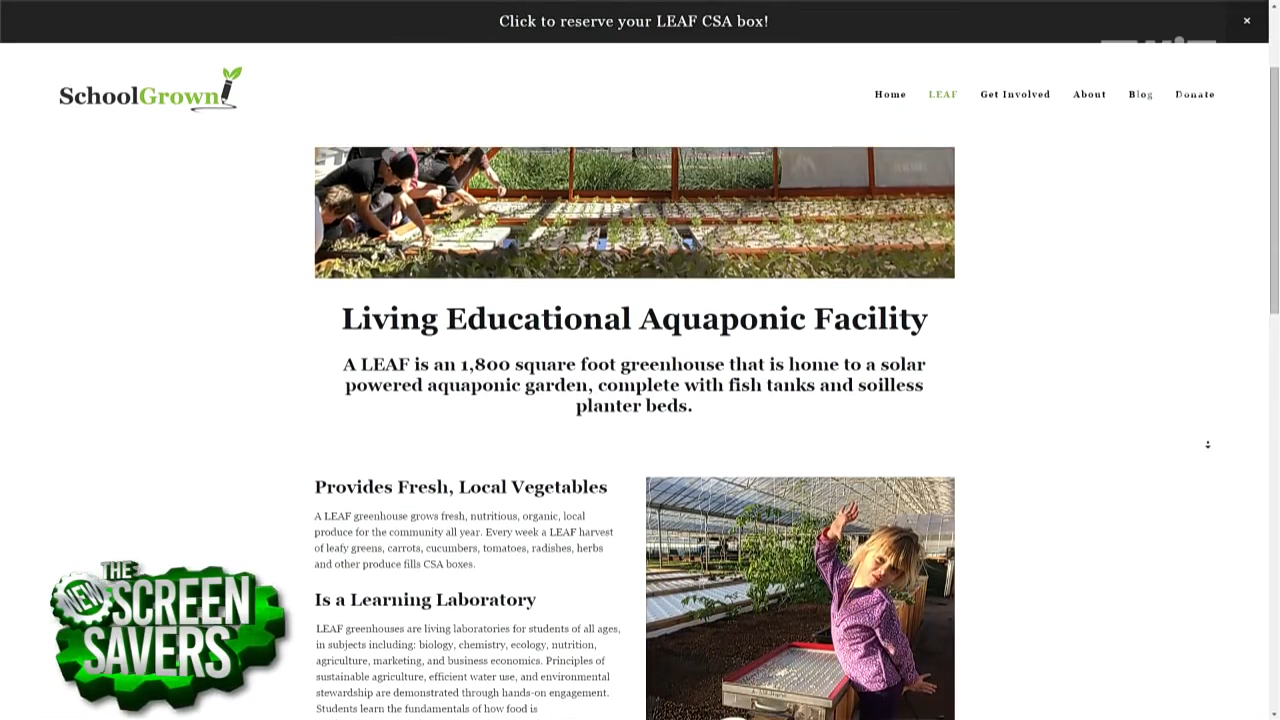 Click to reserve your LEAF CSA box!
×
SchoolGrown
Home LEAF Get Involved About Blog Donate
Living Educational Aquaponic Facility
A LEAF is an 1,800 square foot greenhouse that is home to a solar
powered aquaponic garden, complete with fish tanks and soilless
planter beds.
Provides Fresh, Local Vegetables
A LEAF greenhouse grows fresh, nutritious, organic, local
produce for the community all year. Every week a LEAF harvest
of leafy greens, carrots, cucumbers, tomatoes, radishes, herbs
and other produce fills CSA boxes.
Is a Learning Laboratory
LEAF greenhouses are living laboratories for students of all ages,
in subjects including: biology, chemistry, ecology, nutrition,
agriculture, marketing, and business economics. Principles of
sustainable agriculture, efficient water use, and environmental
stewardship are demonstrated through hands-on engagement.
Students learn the fundamentals of how food is
THE
NEW SCREEN
SAVERS